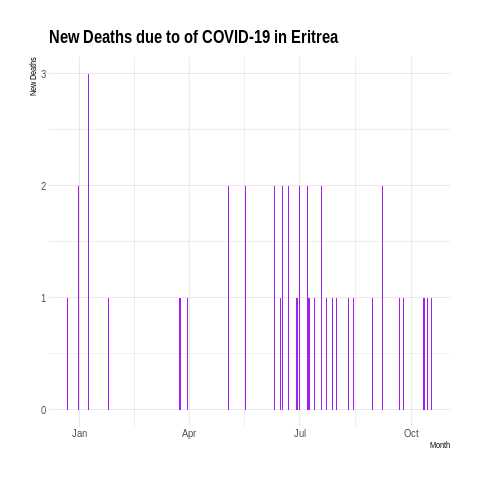 New Deaths due to of COVID-19 in Eritrea
New Deaths
3
2
1
0
Jan Apr Jul Oct
Month